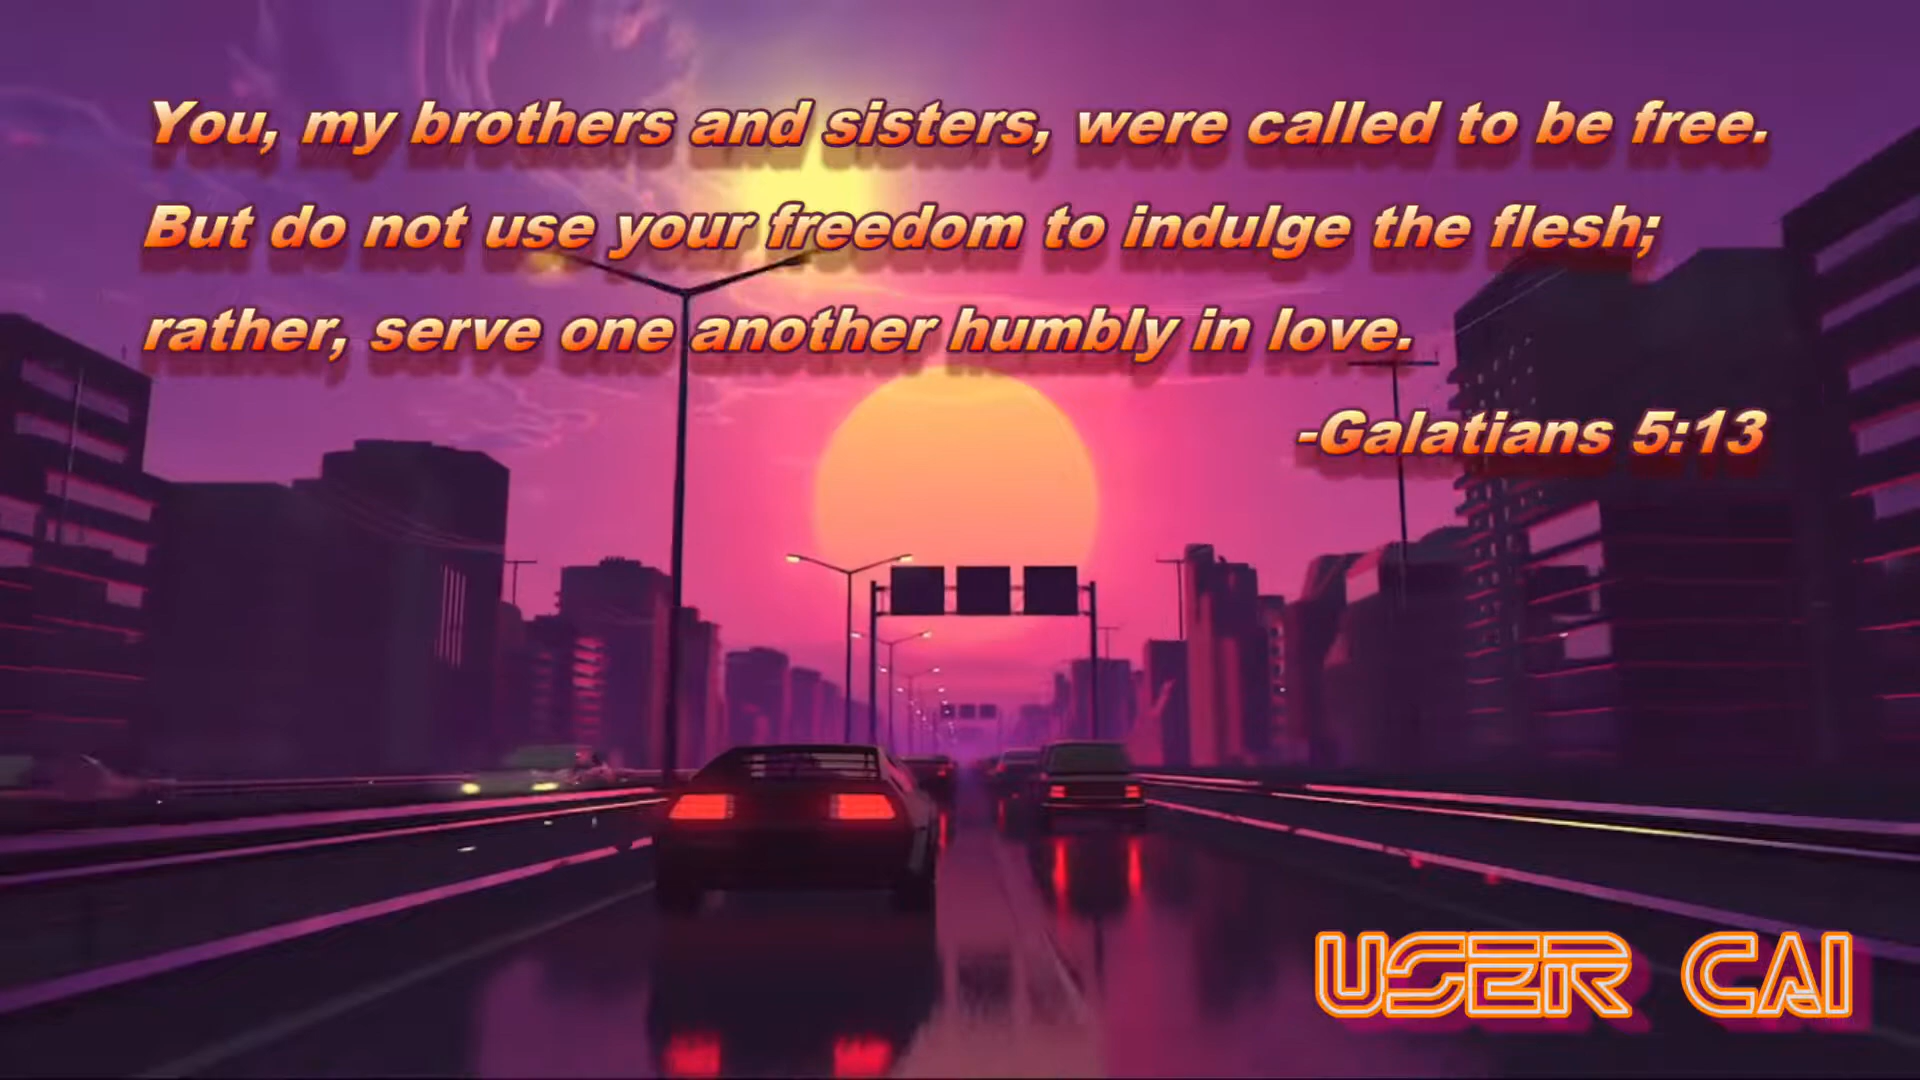 You, my brothers and sisters, were called to be free.
But do not use your freedom to indulge the flesh;
rather, serve one another humbly in love.
-Galatians 5:13
USER CAI